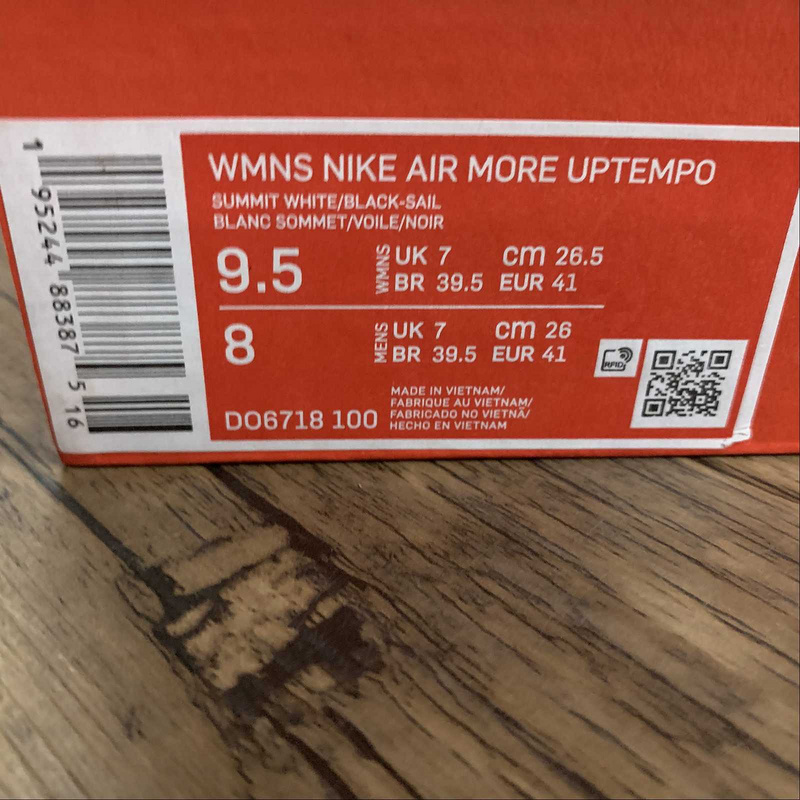 WMNS NIKE AIR MORE UPTEMPO
SUMMIT WHITE/BLACK-SAIL
BLANC SOMMET/VOILE/NOIR
9.5 WMNS UK 7 cm 26.5
BR 39.5 EUR 41
8 MENS UK 7 cm 26
BR 39.5 EUR 41
RFID
DO6718 100
MADE IN VIETNAM/
FABRIQUE AU VIETNAM/
FABRICADO NO VIETNÃ/
HECHO EN VIETNAM
1 95244 88387 5 16